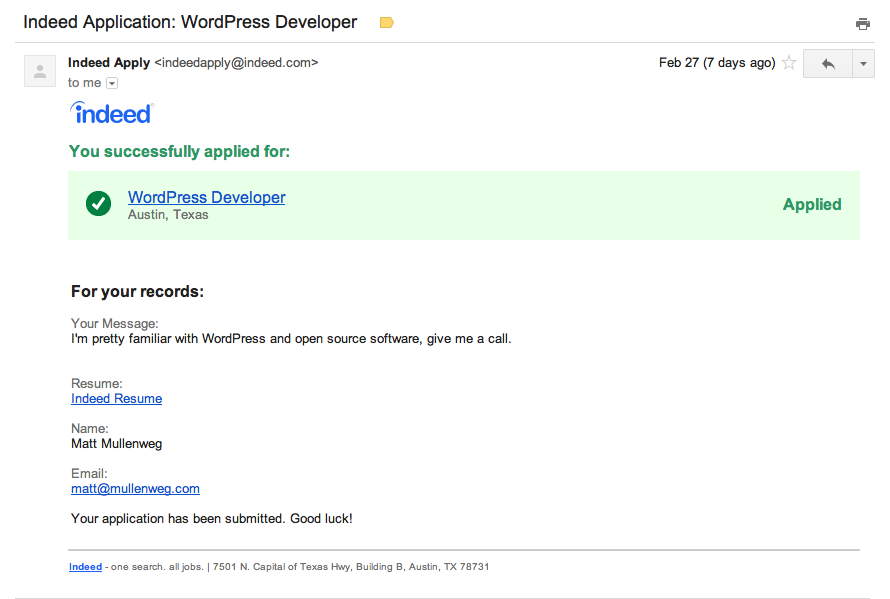 Indeed Application: WordPress Developer
Indeed Apply <indeedapply@indeed.com>
Feb 27 (7 days ago)
to me
indeed
You successfully applied for:
WordPress Developer
Austin, Texas
Applied
For your records:
Your Message:
I'm pretty familiar with WordPress and open source software, give me a call.
Resume:
Indeed Resume
Name:
Matt Mullenweg
Email:
matt@mullenweg.com
Your application has been submitted. Good luck!
Indeed - one search. all jobs. | 7501 N. Capital of Texas Hwy, Building B, Austin, TX 78731